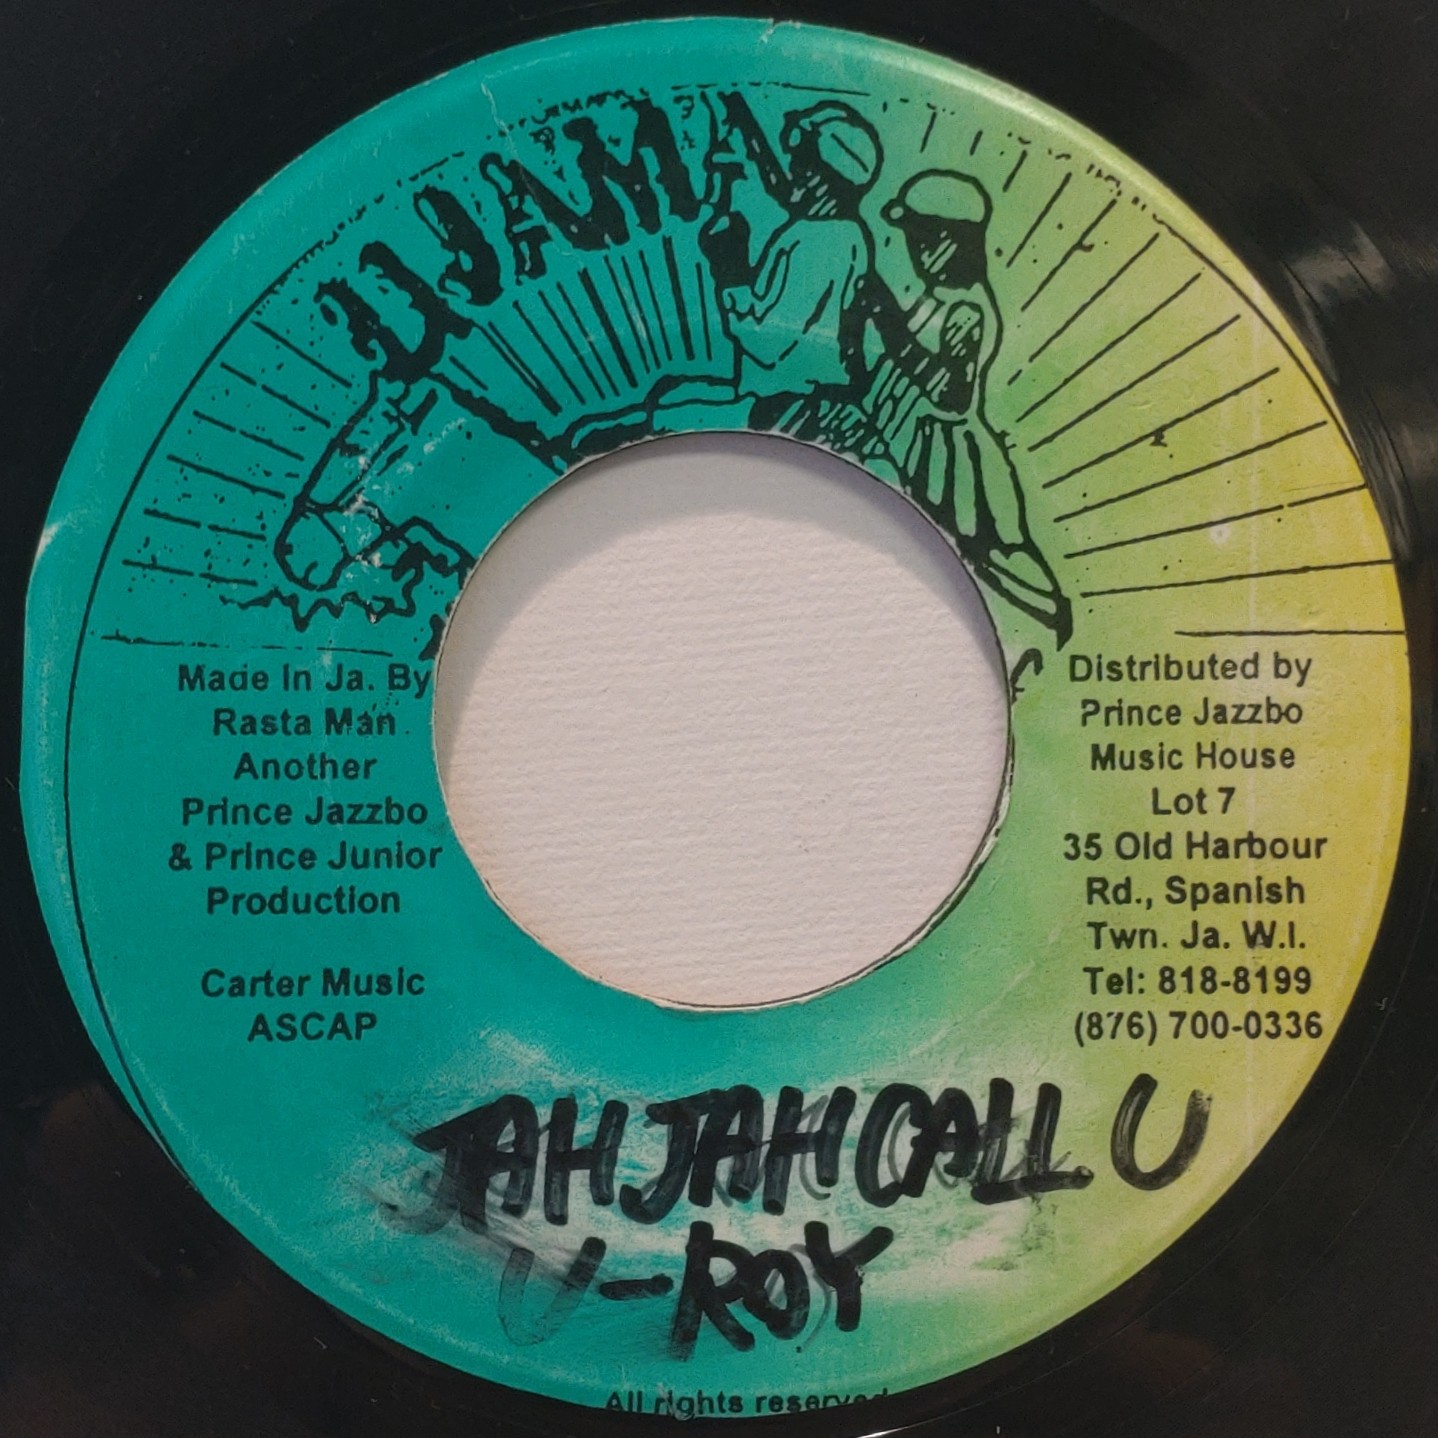 UJAMA
Made In Ja. By
Rasta Man
Another
Prince Jazzbo
& Prince Junior
Production
Carter Music
ASCAP
Distributed by
Prince Jazzbo
Music House
Lot 7
35 Old Harbour
Rd., Spanish
Twn. Ja. W.I.
Tel: 818-8199
(876) 700-0336
JAH JAH CALL U
U-ROY
All rights reserved